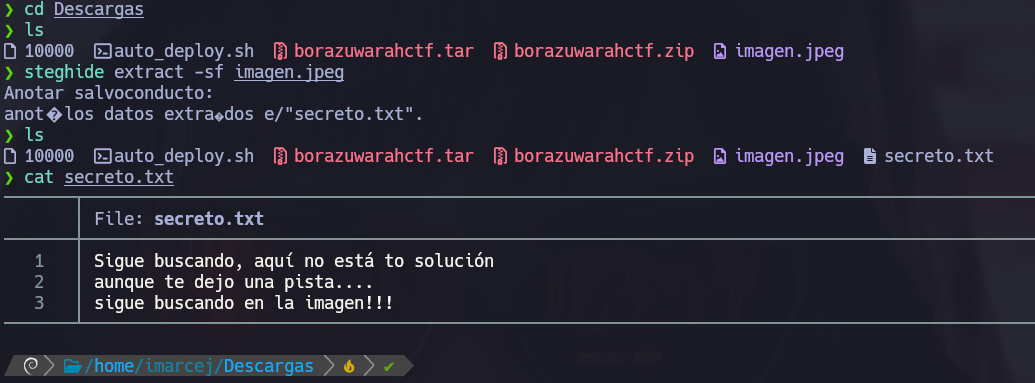 ❯ cd Descargas
❯ ls
10000 auto_deploy.sh borazuwarahctf.tar borazuwarahctf.zip imagen.jpeg
❯ steghide extract -sf imagen.jpeg
Anotar salvoconducto:
anot�los datos extra�dos e/"secreto.txt".
❯ ls
10000 auto_deploy.sh borazuwarahctf.tar borazuwarahctf.zip imagen.jpeg secreto.txt
❯ cat secreto.txt
File: secreto.txt
1 Sigue buscando, aquí no está to solución
2 aunque te dejo una pista....
3 sigue buscando en la imagen!!!
/home/imarcej/Descargas ✔